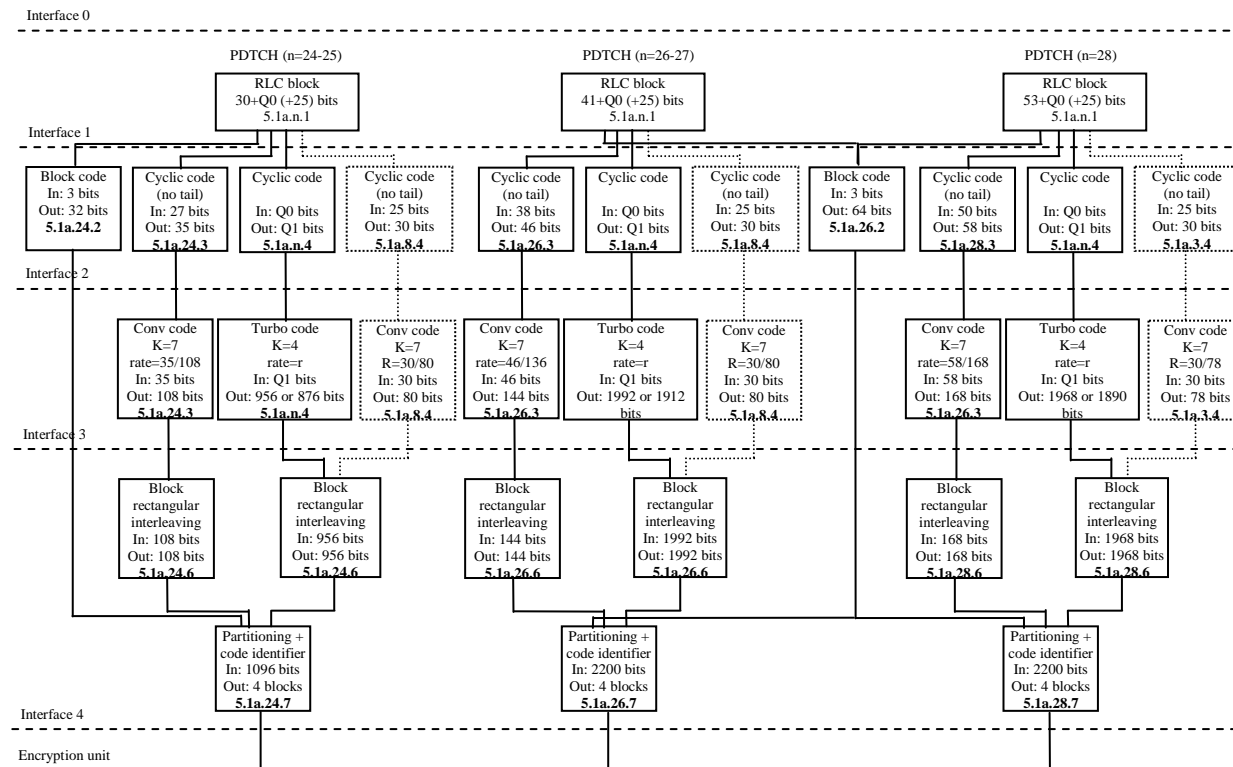 Interface 0
PDTCH (n=24-25)
PDTCH (n=26-27)
PDTCH (n=28)
RLC block
30+Q0 (+25) bits
5.1a.n.1
RLC block
41+Q0 (+25) bits
5.1a.n.1
RLC block
53+Q0 (+25) bits
5.1a.n.1
Interface 1
Block code
In: 3 bits
Out: 32 bits
5.1a.24.2
Cyclic code
(no tail)
In: 27 bits
Out: 35 bits
5.1a.24.3
Cyclic code
In: Q0 bits
Out: Q1 bits
5.1a.n.4
Cyclic code
(no tail)
In: 25 bits
Out: 30 bits
5.1a.8.4
Cyclic code
(no tail)
In: 38 bits
Out: 46 bits
5.1a.26.3
Cyclic code
In: Q0 bits
Out: Q1 bits
5.1a.n.4
Cyclic code
(no tail)
In: 25 bits
Out: 30 bits
5.1a.8.4
Block code
In: 3 bits
Out: 64 bits
5.1a.26.2
Cyclic code
(no tail)
In: 50 bits
Out: 58 bits
5.1a.28.3
Cyclic code
In: Q0 bits
Out: Q1 bits
5.1a.n.4
Cyclic code
(no tail)
In: 25 bits
Out: 30 bits
5.1a.3.4
Interface 2
Conv code
K=7
rate=35/108
In: 35 bits
Out: 108 bits
5.1a.24.3
Turbo code
K=4
rate=r
In: Q1 bits
Out: 956 or 876 bits
5.1a.n.4
Conv code
K=7
R=30/80
In: 30 bits
Out: 80 bits
5.1a.8.4
Conv code
K=7
rate=46/136
In: 46 bits
Out: 144 bits
5.1a.26.3
Turbo code
K=4
rate=r
In: Q1 bits
Out: 1992 or 1912
bits
Conv code
K=7
R=30/80
In: 30 bits
Out: 80 bits
5.1a.8.4
Conv code
K=7
rate=58/168
In: 58 bits
Out: 168 bits
5.1a.26.3
Turbo code
K=4
rate=r
In: Q1 bits
Out: 1968 or 1890
bits
Conv code
K=7
R=30/78
In: 30 bits
Out: 78 bits
5.1a.3.4
Interface 3
Block
rectangular
interleaving
In: 108 bits
Out: 108 bits
5.1a.24.6
Block
rectangular
interleaving
In: 956 bits
Out: 956 bits
5.1a.24.6
Block
rectangular
interleaving
In: 144 bits
Out: 144 bits
5.1a.26.6
Block
rectangular
interleaving
In: 1992 bits
Out: 1992 bits
5.1a.26.6
Block
rectangular
interleaving
In: 168 bits
Out: 168 bits
5.1a.28.6
Block
rectangular
interleaving
In: 1968 bits
Out: 1968 bits
5.1a.28.6
Partitioning +
code identifier
In: 1096 bits
Out: 4 blocks
5.1a.24.7
Partitioning +
code identifier
In: 2200 bits
Out: 4 blocks
5.1a.26.7
Partitioning +
code identifier
In: 2200 bits
Out: 4 blocks
5.1a.28.7
Interface 4
Encryption unit